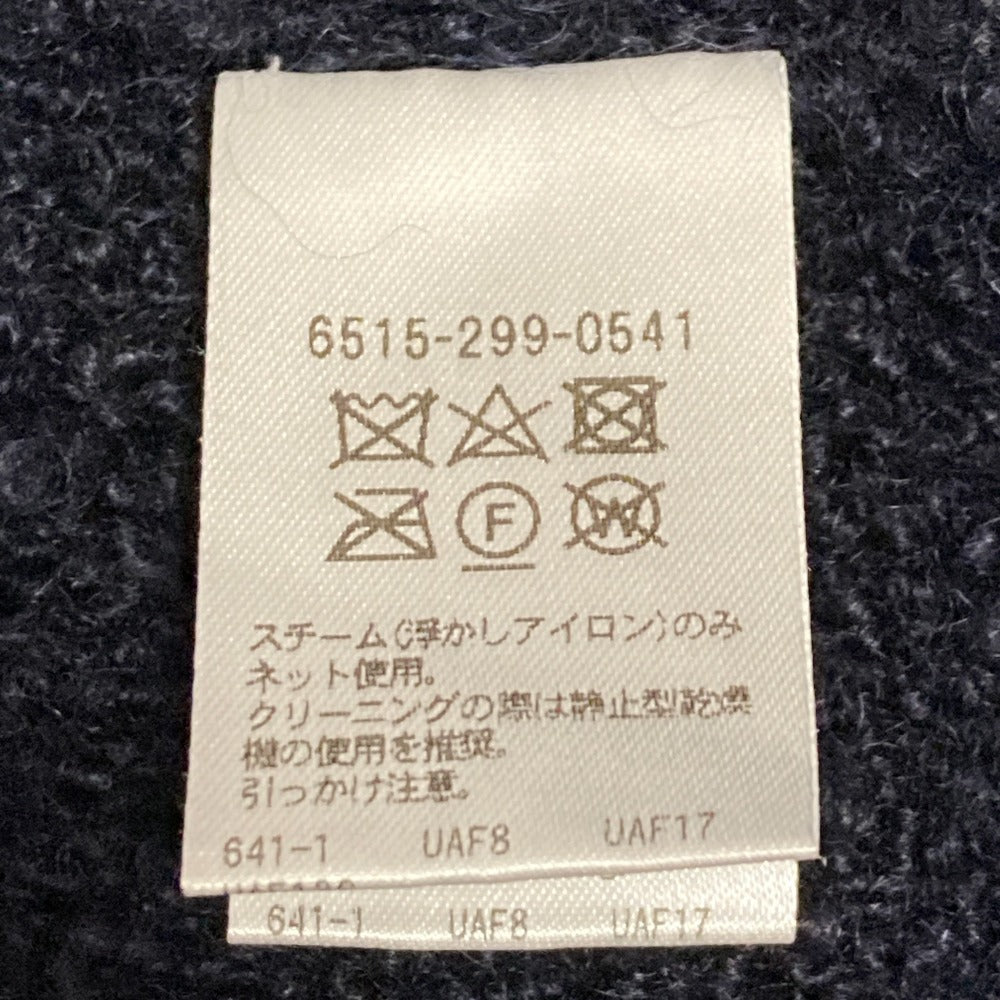 6515-299-0541
F
W
スチーム(浮かしアイロン)のみ
ネット使用。
クリーニングの際は静止型乾燥
機の使用を推奨。
引っかけ注意。
641-1 UAF8 UAF17
641-1 UAF8 UAF17